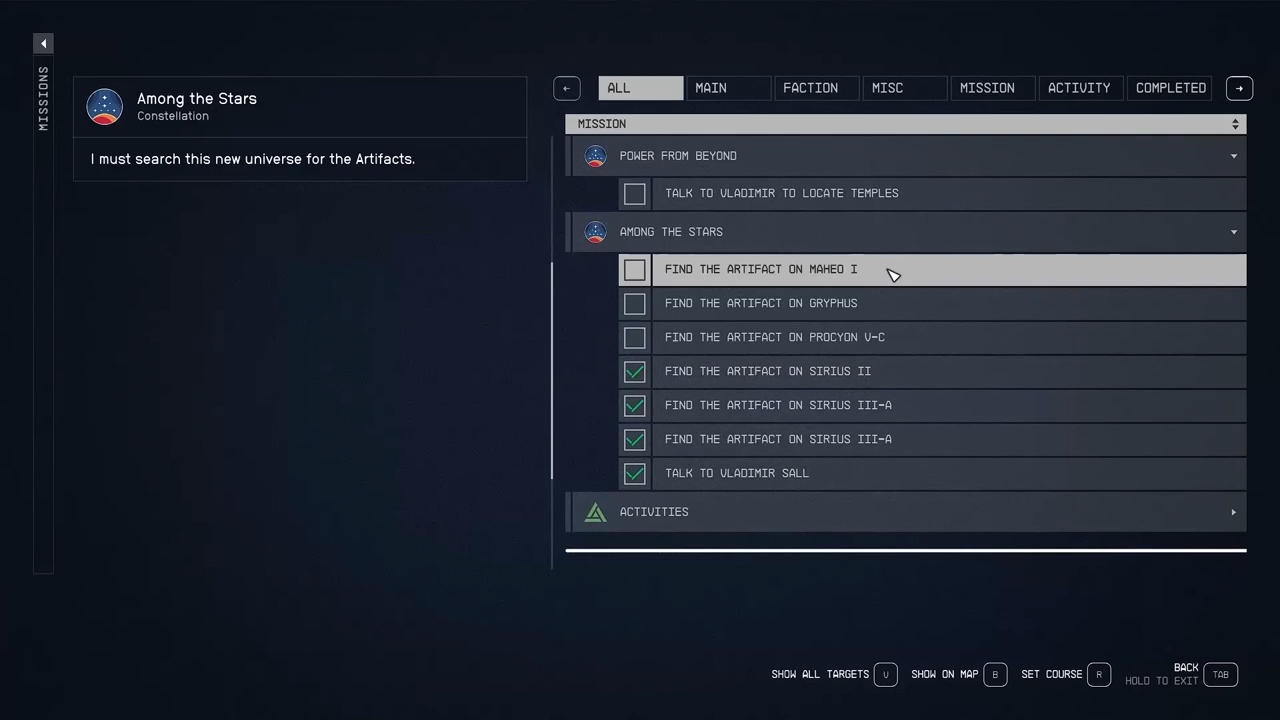 MISSIONS
Among the Stars
Constellation
I must search this new universe for the Artifacts.
ALL
MAIN
FACTION
MISC
MISSION
ACTIVITY
COMPLETED
MISSION
POWER FROM BEYOND
TALK TO VLADIMIR TO LOCATE TEMPLES
AMONG THE STARS
FIND THE ARTIFACT ON MAHEO I
FIND THE ARTIFACT ON GRYPHUS
FIND THE ARTIFACT ON PROCYON V-C
FIND THE ARTIFACT ON SIRIUS II
FIND THE ARTIFACT ON SIRIUS III-A
FIND THE ARTIFACT ON SIRIUS III-A
TALK TO VLADIMIR SALL
ACTIVITIES
SHOW ALL TARGETS V
SHOW ON MAP B
SET COURSE R
BACK
HOLD TO EXIT TAB